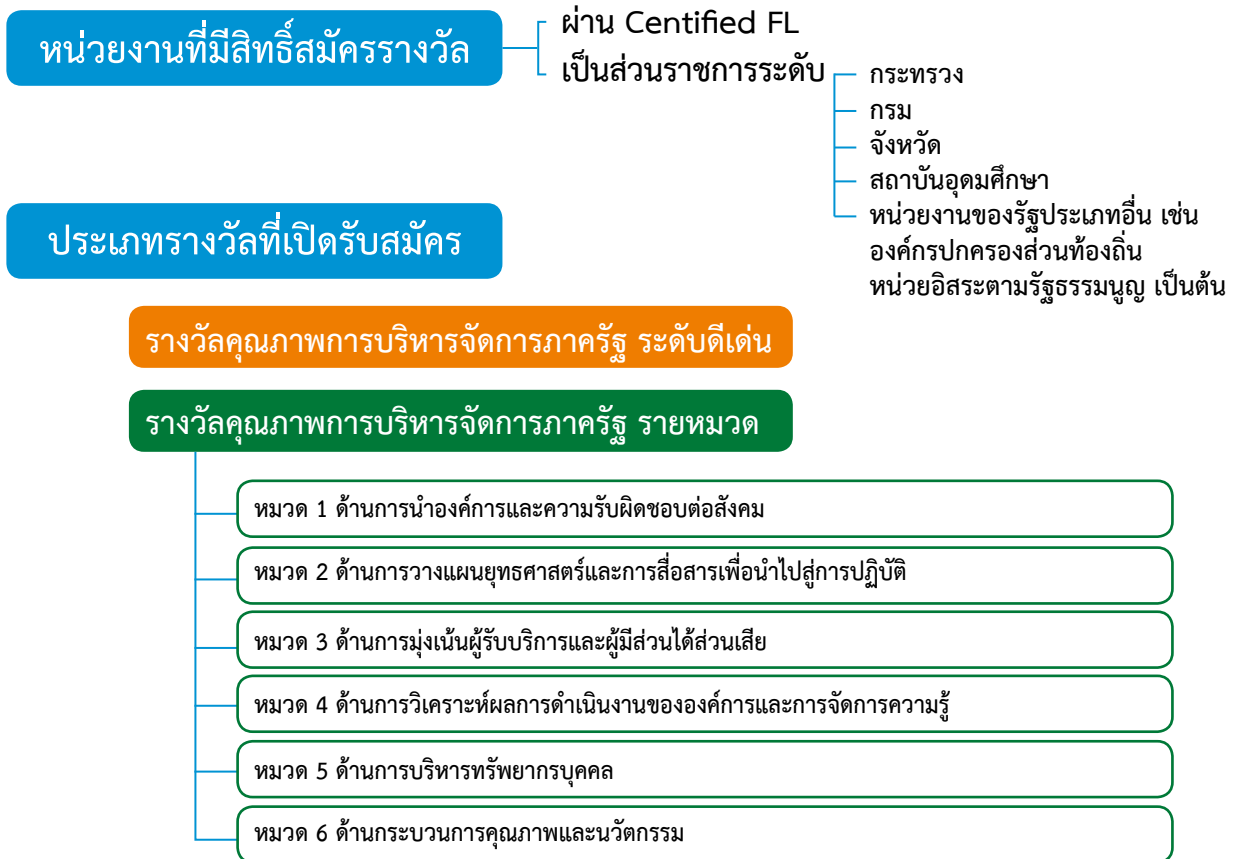 หน่วยงานที่มีสิทธิ์สมัครรางวัล
ผ่าน Centified FL
เป็นส่วนราชการระดับ
กระทรวง
กรม
จังหวัด
สถาบันอุดมศึกษา
หน่วยงานของรัฐประเภทอื่น เช่น
องค์กรปกครองส่วนท้องถิ่น
หน่วยอิสระตามรัฐธรรมนูญ เป็นต้น
ประเภทรางวัลที่เปิดรับสมัคร
รางวัลคุณภาพการบริหารจัดการภาครัฐ ระดับดีเด่น
รางวัลคุณภาพการบริหารจัดการภาครัฐ รายหมวด
หมวด 1 ด้านการนำองค์การและความรับผิดชอบต่อสังคม
หมวด 2 ด้านการวางแผนยุทธศาสตร์และการสื่อสารเพื่อนำไปสู่การปฏิบัติ
หมวด 3 ด้านการมุ่งเน้นผู้รับบริการและผู้มีส่วนได้ส่วนเสีย
หมวด 4 ด้านการวิเคราะห์ผลการดำเนินงานขององค์การและการจัดการความรู้
หมวด 5 ด้านการบริหารทรัพยากรบุคคล
หมวด 6 ด้านกระบวนการคุณภาพและนวัตกรรม